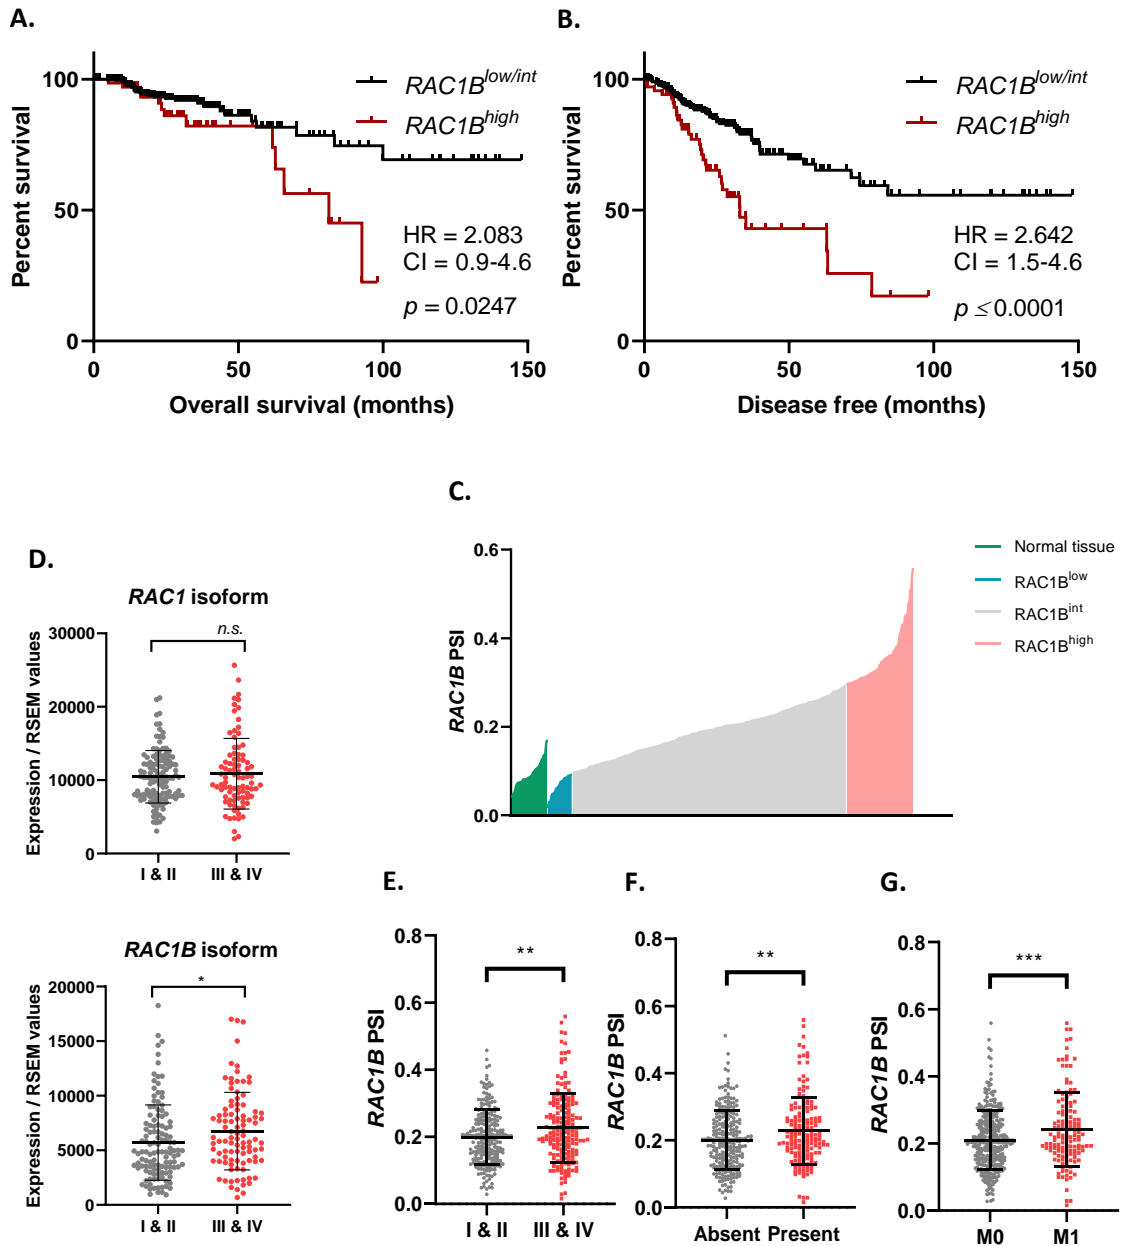 A.
100
50
0
0
50
100
150
Percent survival
Overall survival (months)
RAC1B^low/int
RAC1B^high
HR = 2.083
CI = 0.9-4.6
p = 0.0247
B.
100
50
0
0
50
100
150
Percent survival
Disease free (months)
RAC1B^low/int
RAC1B^high
HR = 2.642
CI = 1.5-4.6
p ≤ 0.0001
C.
0.6
0.4
0.2
0.0
RAC1B PSI
Normal tissue
RAC1B^low
RAC1B^int
RAC1B^high
D.
RAC1 isoform
n.s.
30000
20000
10000
0
Expression / RSEM values
I & II
III & IV
RAC1B isoform
*
20000
15000
10000
5000
0
Expression / RSEM values
I & II
III & IV
E.
0.8
0.6
0.4
0.2
0.0
RAC1B PSI
**
I & II
III & IV
F.
0.8
0.6
0.4
0.2
0.0
RAC1B PSI
**
Absent
Present
G.
0.8
0.6
0.4
0.2
0.0
RAC1B PSI
***
M0
M1